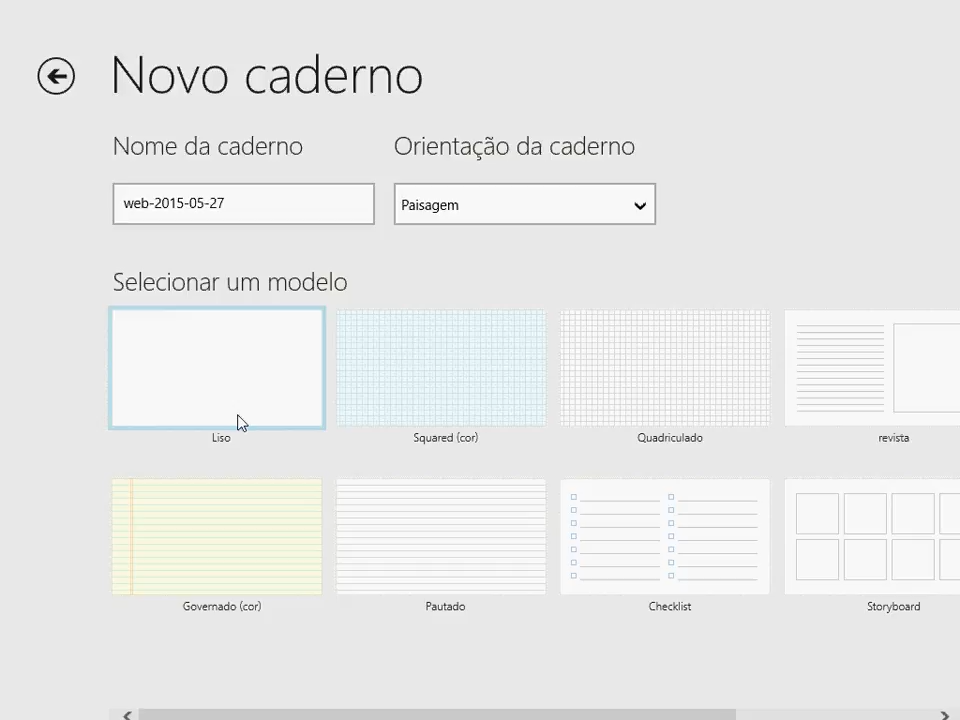 Novo caderno
Nome da caderno
Orientação da caderno
web-2015-05-27
Paisagem
Selecionar um modelo
Liso
Squared (cor)
Quadriculado
revista
Governado (cor)
Pautado
Checklist
Storyboard